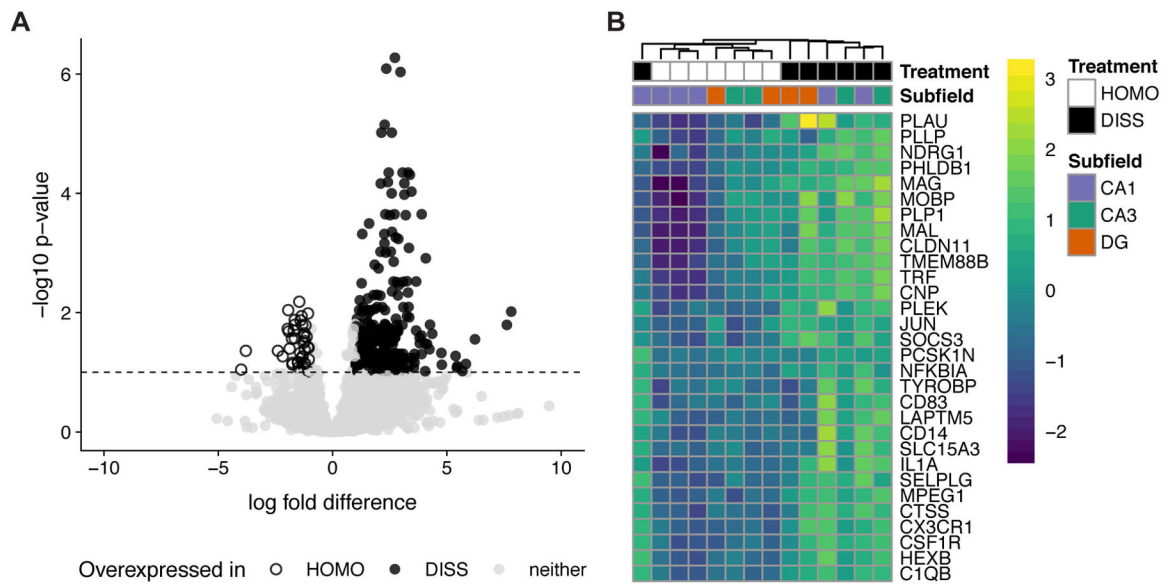 A
6
4
2
0
-log10 p-value
-10
-5
0
5
10
log fold difference
Overexpressed in HOMO DISS neither
B
Treatment
Subfield
PLAU
PLLP
NDRG1
PHLDB1
MAG
MOBP
PLP1
MAL
CLDN11
TMEM88B
TRF
CNP
PLEK
JUN
SOCS3
PCSK1N
NFKBIA
TYROBP
CD83
LAPTM5
CD14
SLC15A3
IL1A
SELPLG
MPEG1
CTSS
CX3CR1
CSF1R
HEXB
C1QB
3
2
1
0
−1
−2
Treatment
HOMO
DISS
Subfield
CA1
CA3
DG